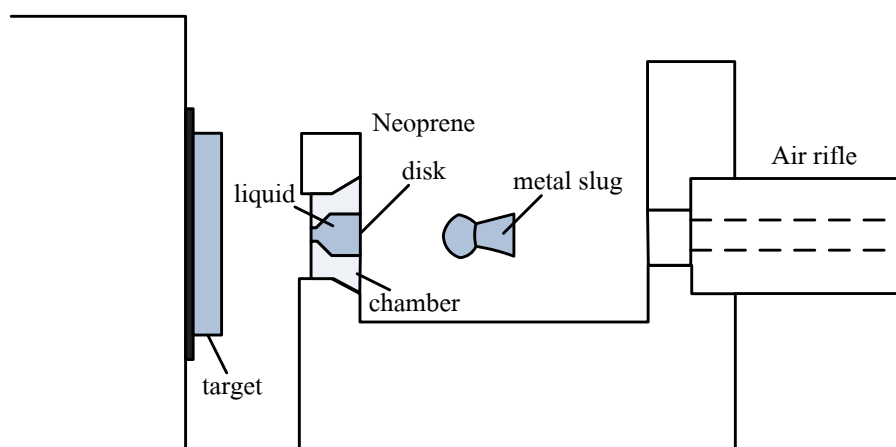 Neoprene
disk
liquid
metal slug
Air rifle
chamber
target